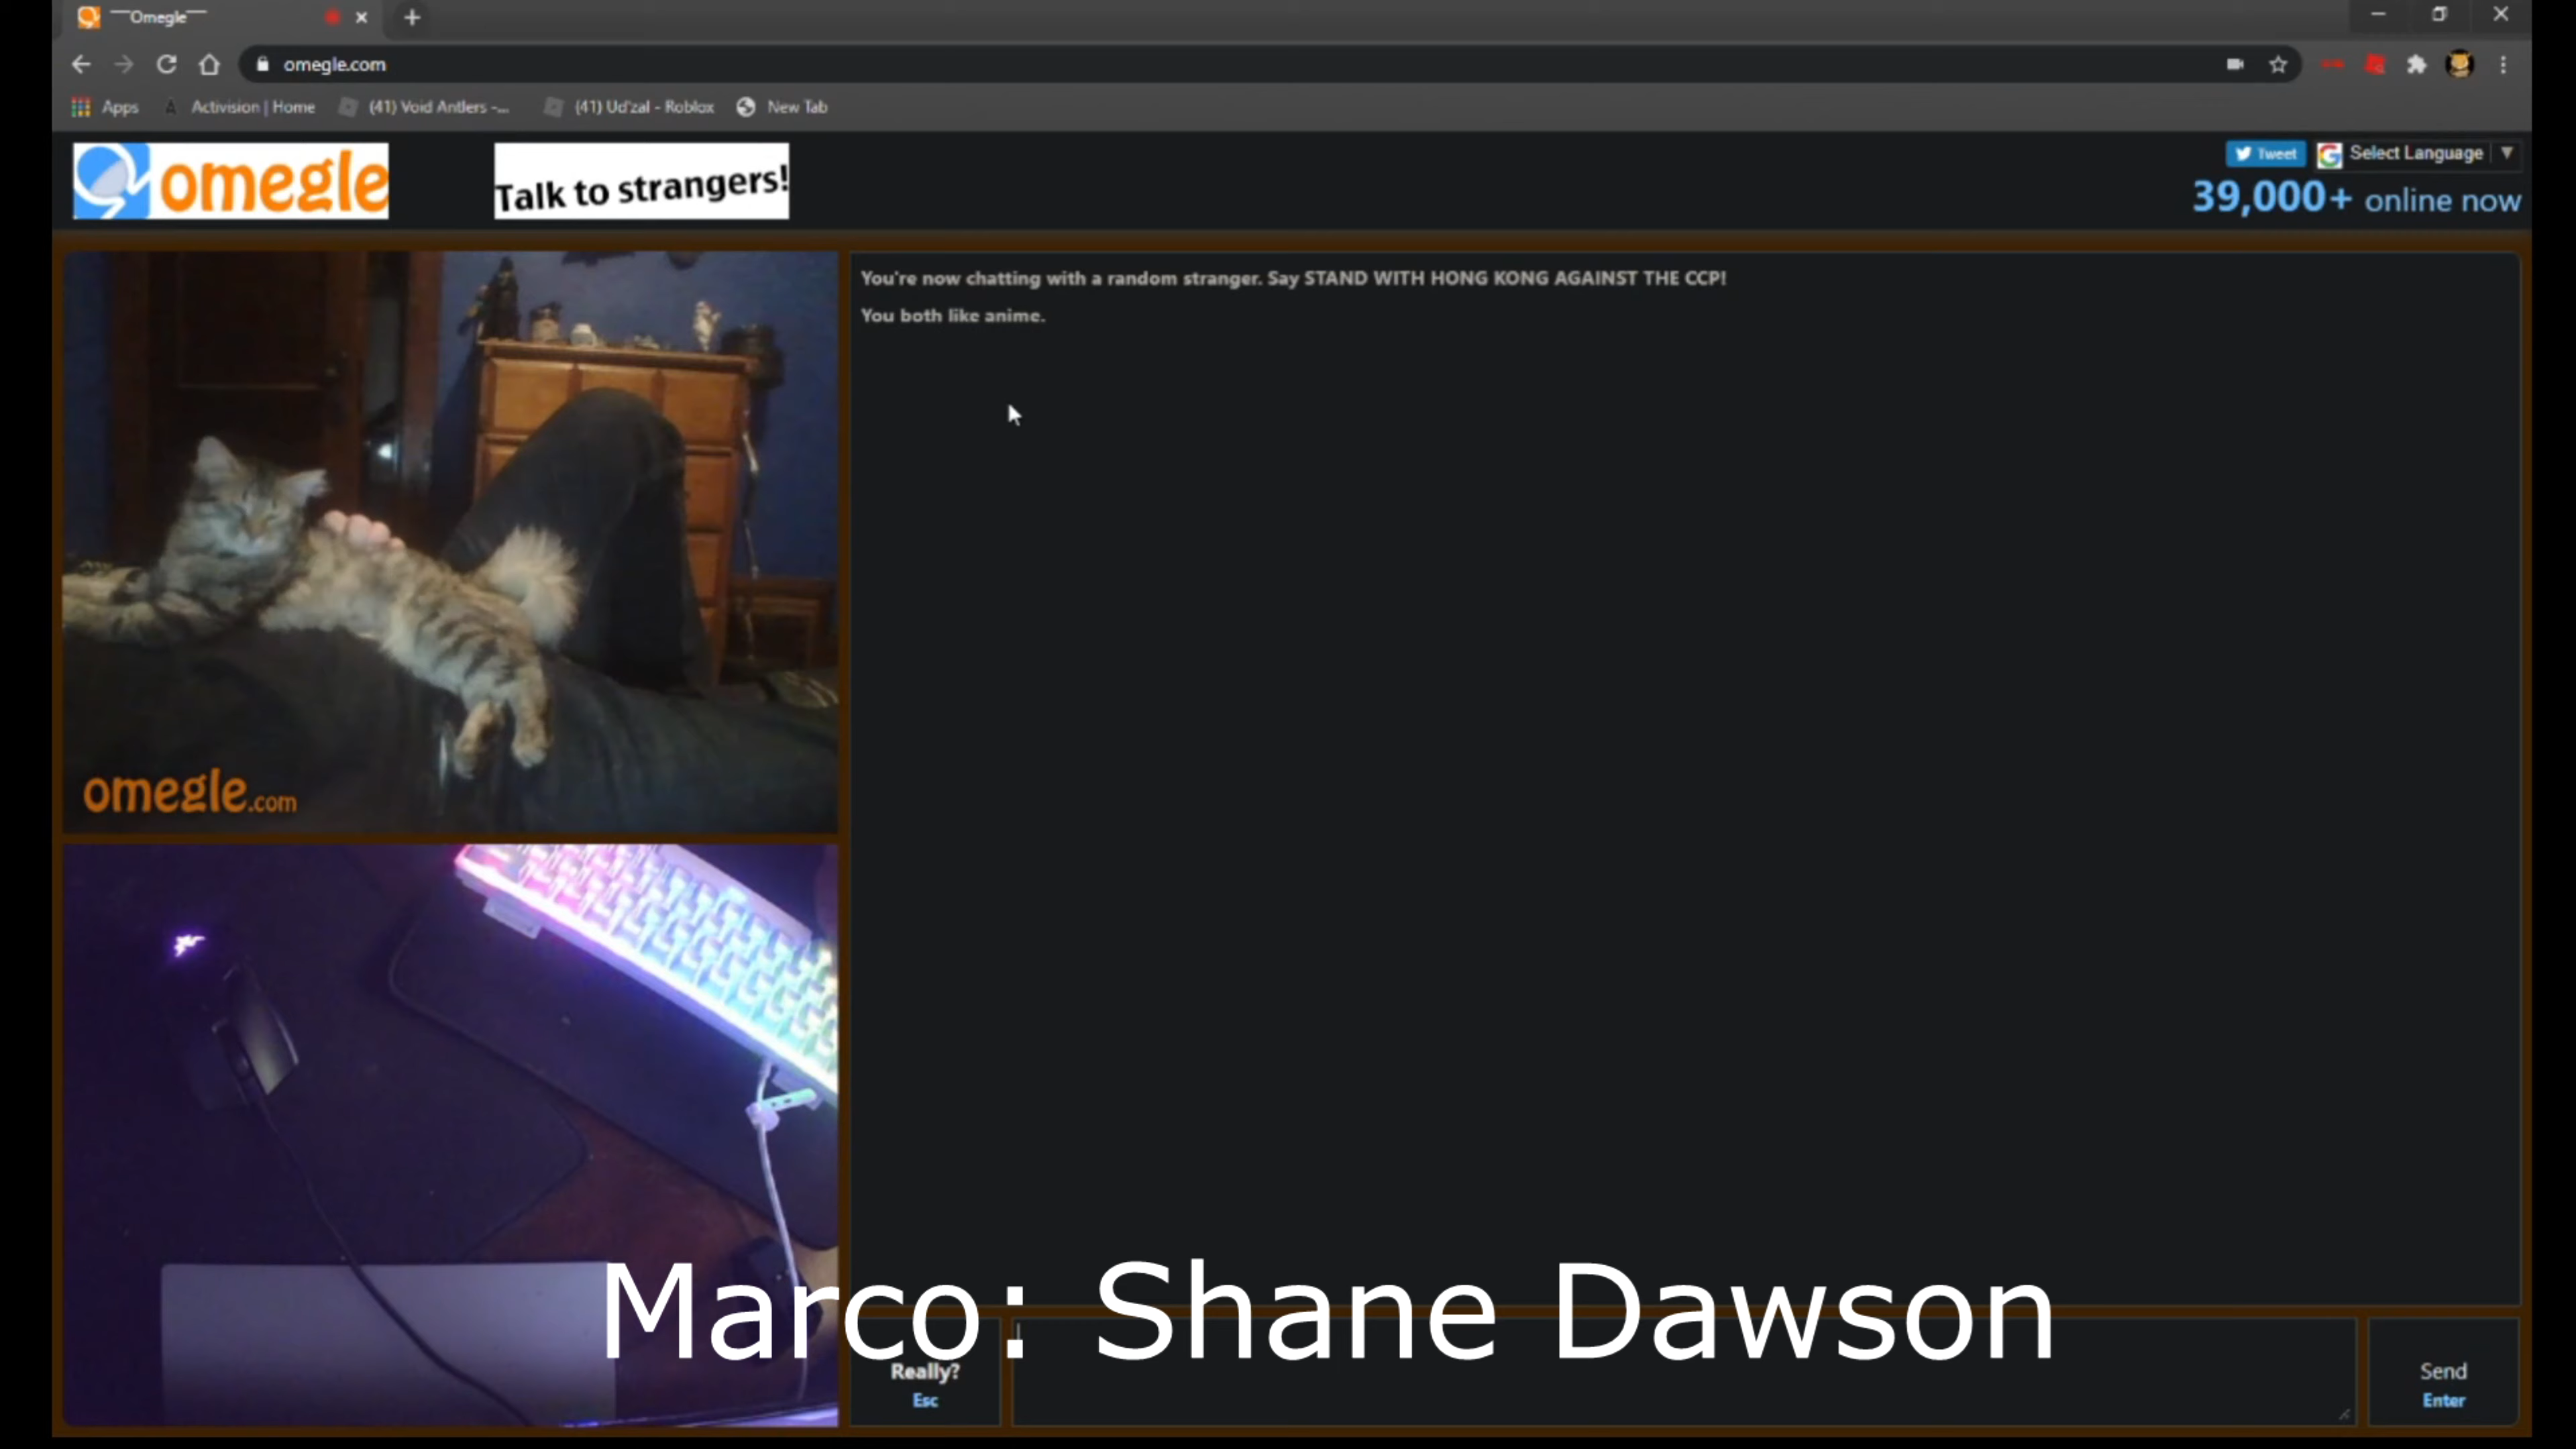 Omegle
omegle.com
Apps
Activision | Home
(41) Void Antlers -...
(41) Ud'zal - Roblox
New Tab
omegle
Talk to strangers!
Tweet
Select Language
39,000+ online now
You're now chatting with a random stranger. Say STAND WITH HONG KONG AGAINST THE CCP!
You both like anime.
omegle.com
Marco: Shane Dawson
Really?
Esc
Send
Enter